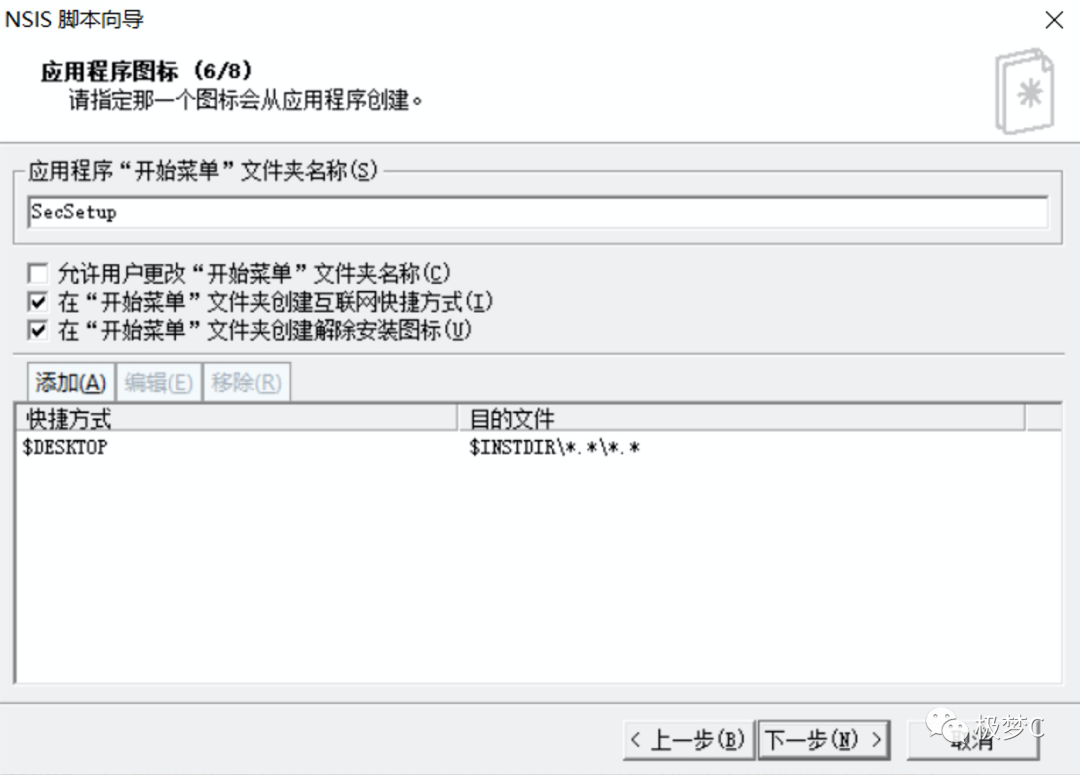 NSIS 脚本向导
应用程序图标（6/8）
请指定那一个图标会从应用程序创建。
应用程序“开始菜单”文件夹名称(S)
SecSetup
允许用户更改“开始菜单”文件夹名称(C)
在“开始菜单”文件夹创建互联网快捷方式(I)
在“开始菜单”文件夹创建解除安装图标(U)
添加(A) 编辑(E) 移除(R)
快捷方式 目的文件
$DESKTOP $INSTDIR\*.*\*.*
< 上一步(B) 下一步(N) > 取消
极梦C